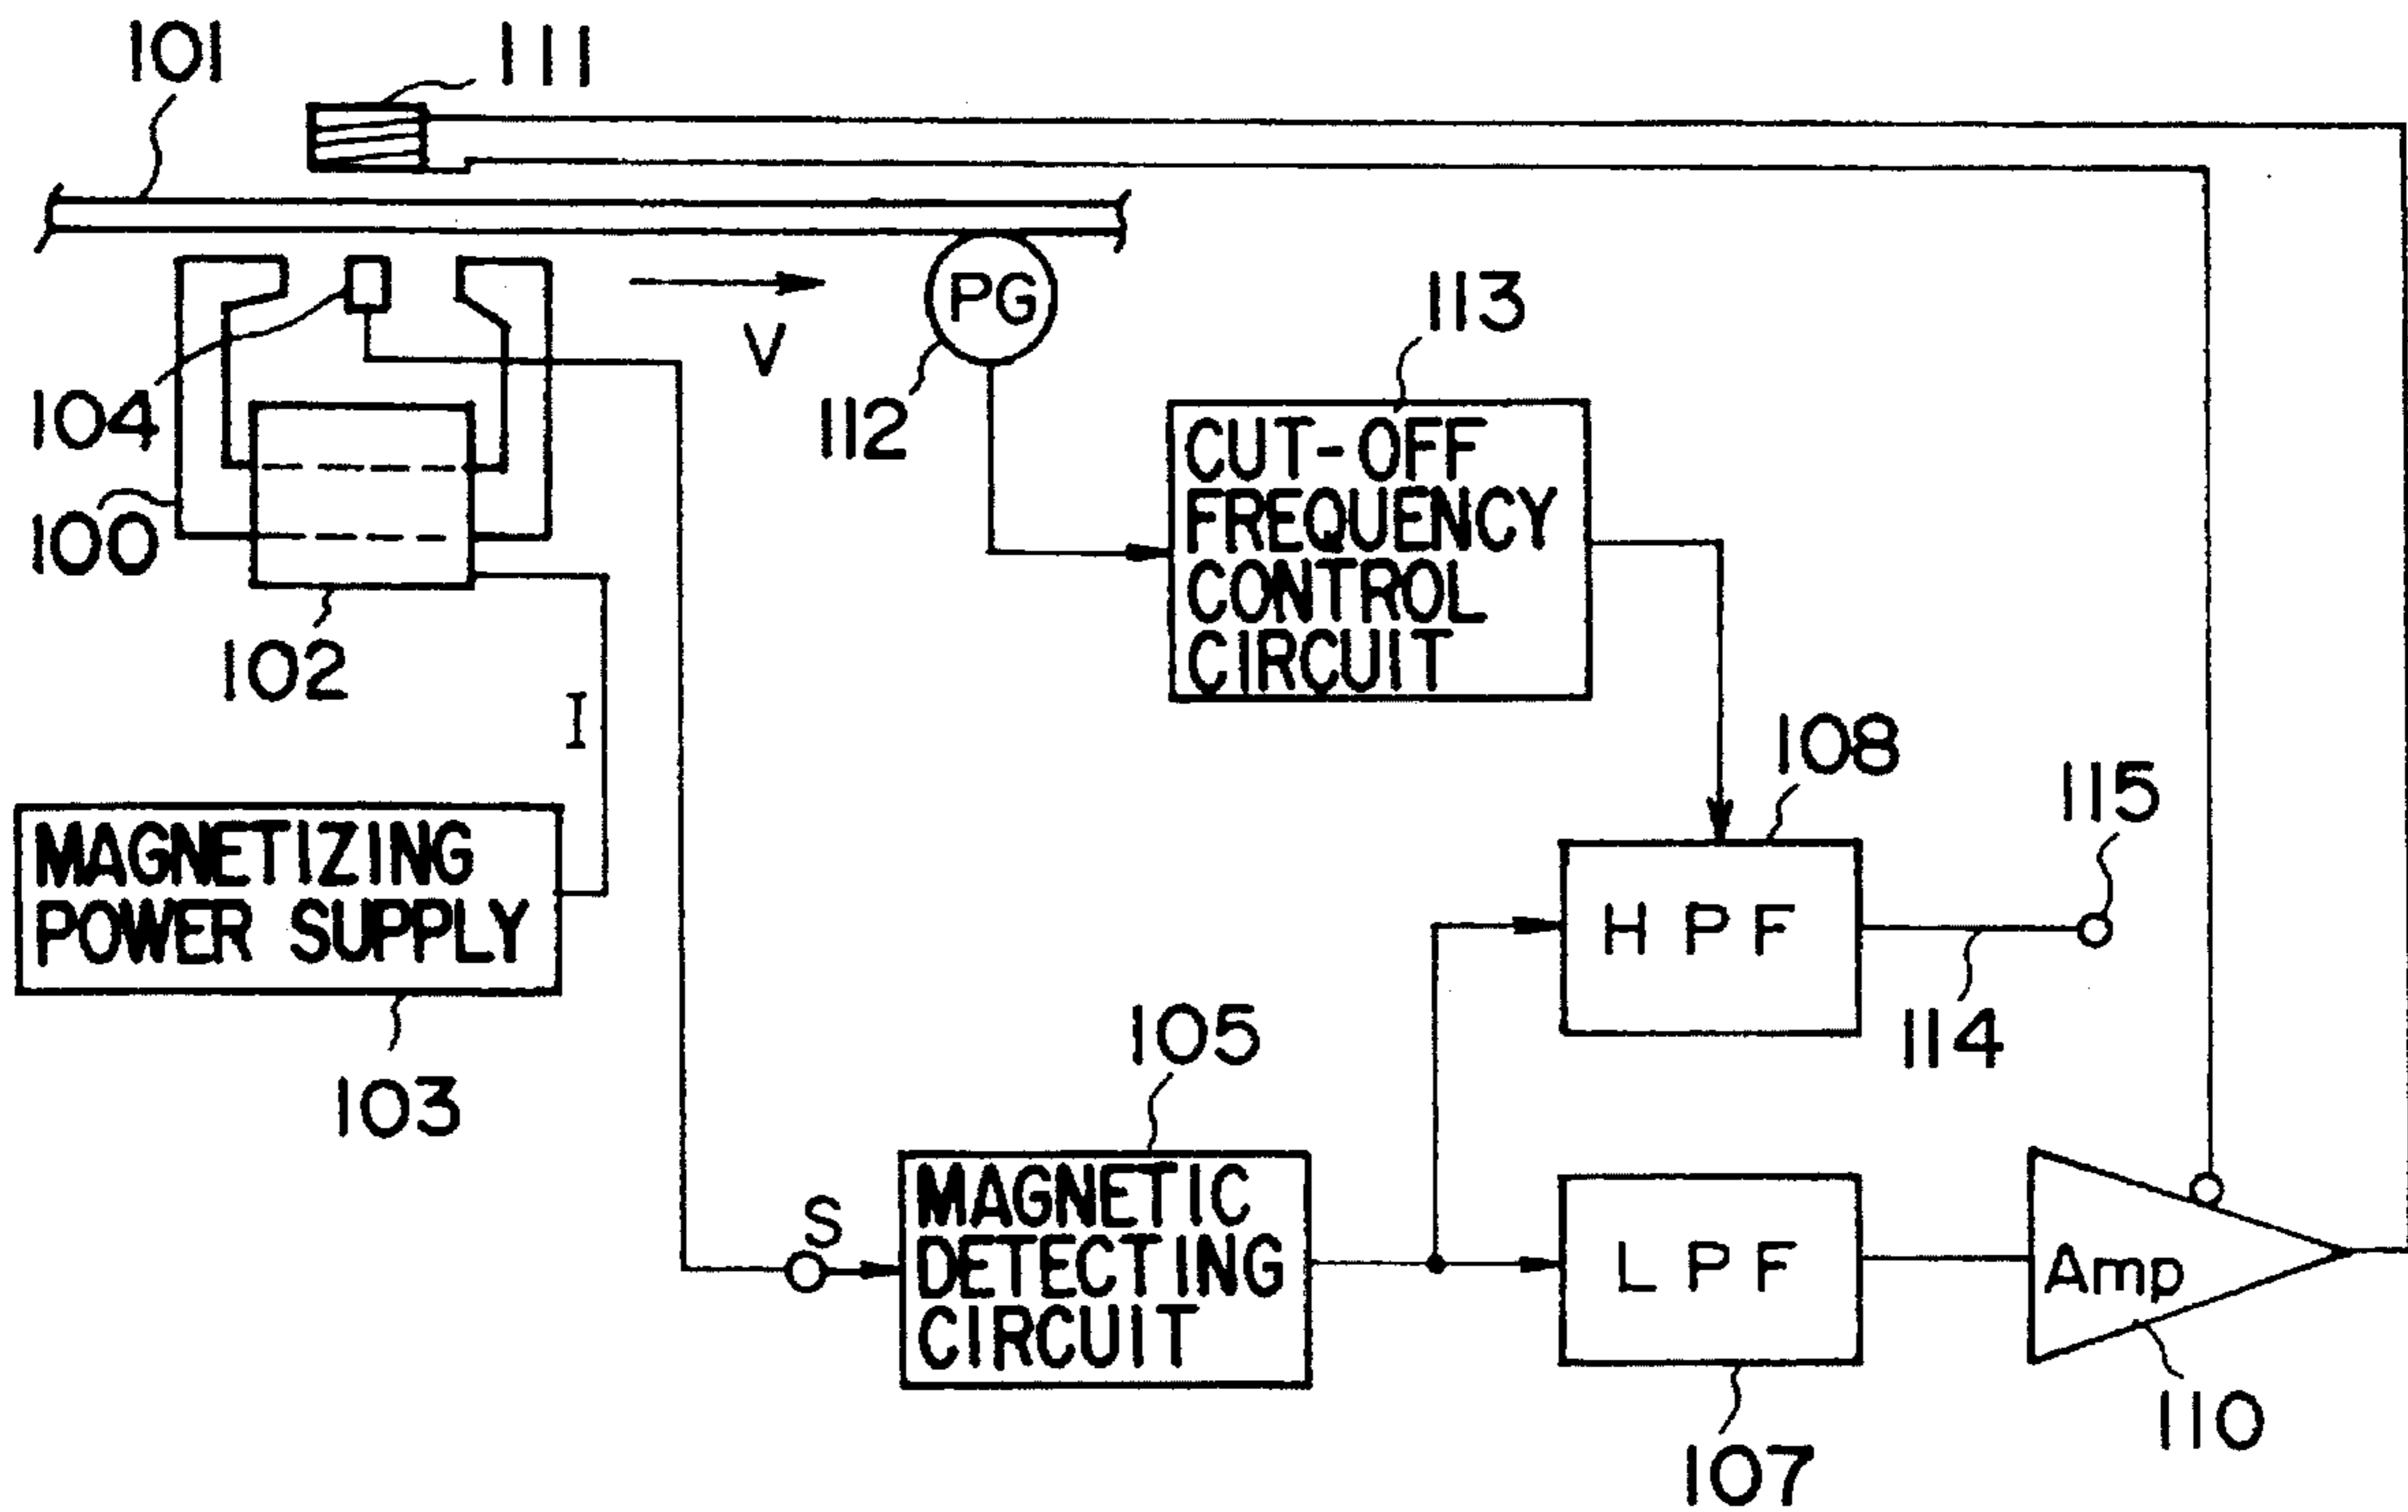 101
111
PG
V
113
112
104
CUT-OFF
FREQUENCY
CONTROL
CIRCUIT
100
102
I
108
115
MAGNETIZING
POWER SUPPLY
HPF
114
103
105
S
MAGNETIC
DETECTING
CIRCUIT
LPF
Amp
110
107